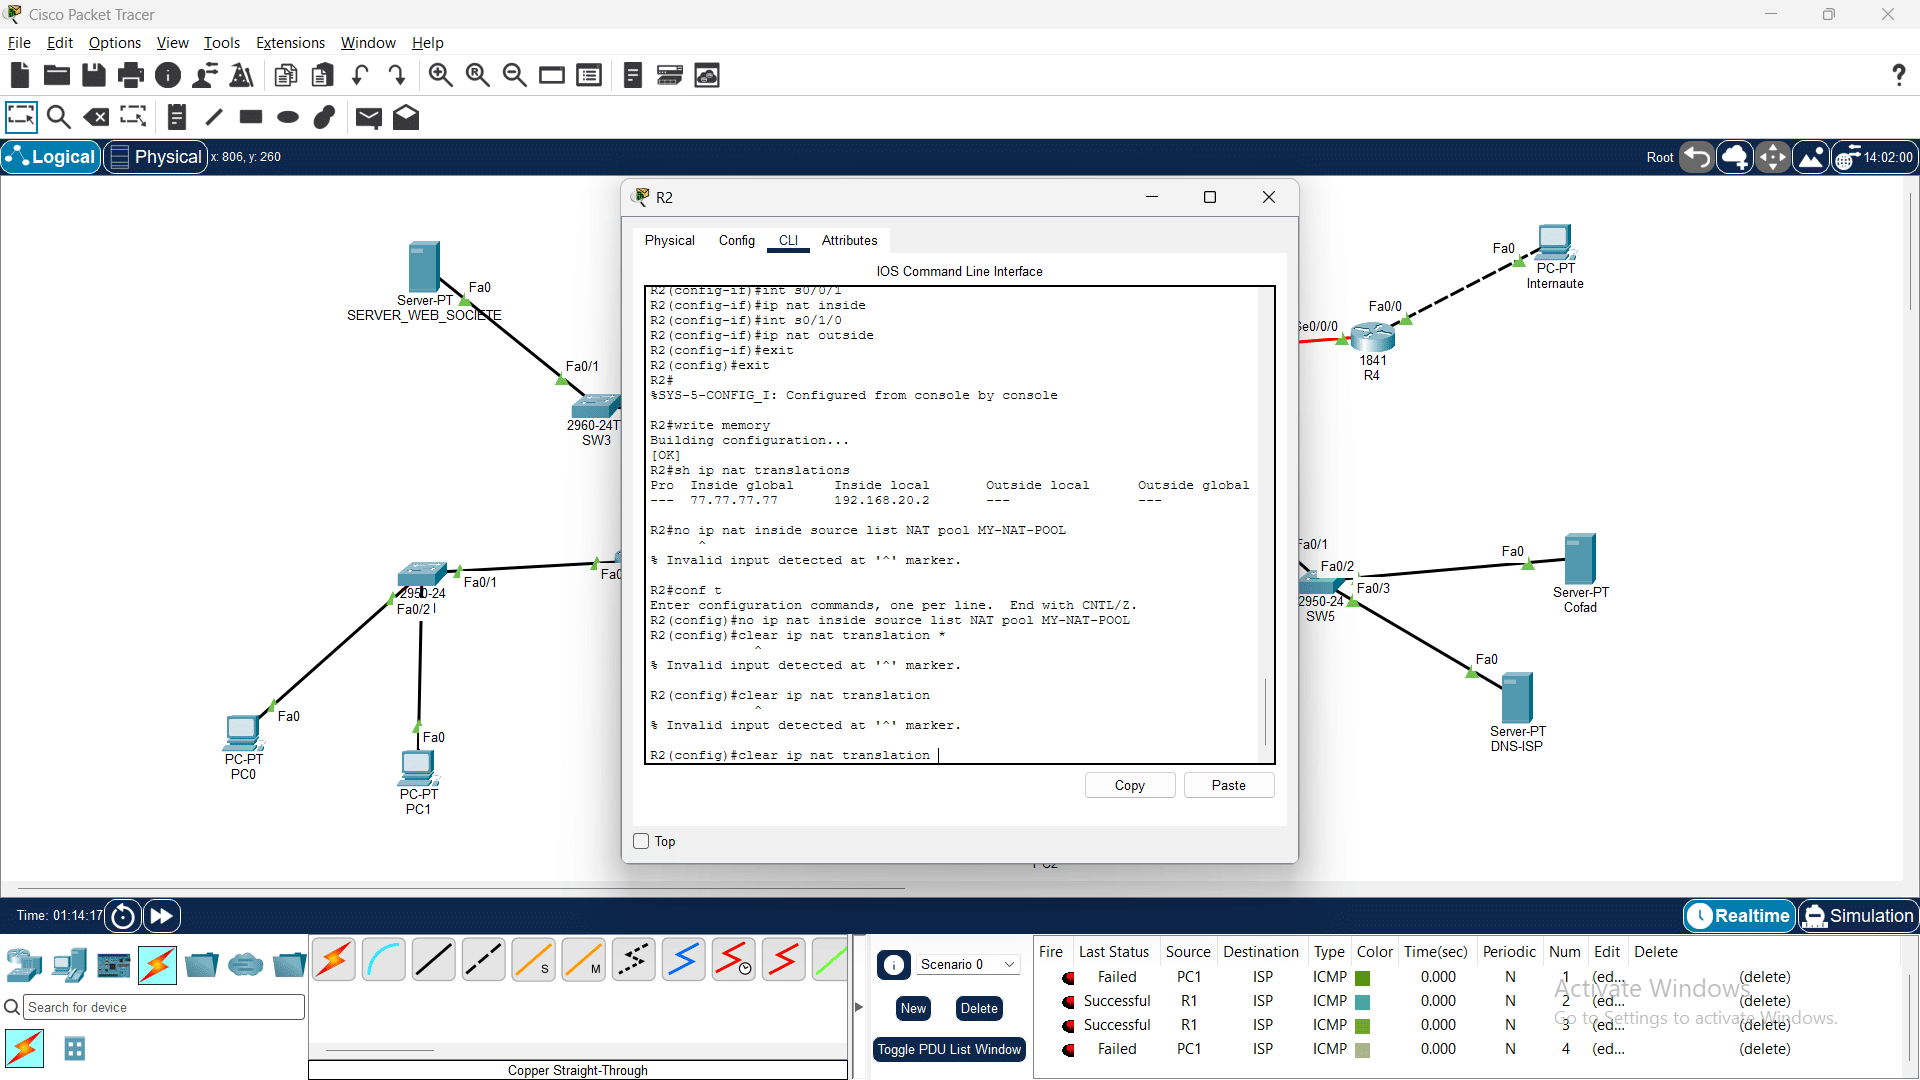 Cisco Packet Tracer
File Edit Options View Tools Extensions Window Help
Logical Physical x: 806, y: 260 Root 14:02:00
R2
Physical Config CLI Attributes
IOS Command Line Interface
R2(config-if)#int s0/0/1
R2(config-if)#ip nat inside
R2(config-if)#int s0/1/0
R2(config-if)#ip nat outside
R2(config-if)#exit
R2(config)#exit
R2#
%SYS-5-CONFIG_I: Configured from console by console
R2#write memory
Building configuration...
[OK]
R2#sh ip nat translations
Pro Inside global Inside local Outside local Outside global
--- 77.77.77.77 192.168.20.2 --- ---
R2#no ip nat inside source list NAT pool MY-NAT-POOL
^
% Invalid input detected at '^' marker.
R2#conf t
Enter configuration commands, one per line. End with CNTL/Z.
R2(config)#no ip nat inside source list NAT pool MY-NAT-POOL
R2(config)#clear ip nat translation *
^
% Invalid input detected at '^' marker.
R2(config)#clear ip nat translation
^
% Invalid input detected at '^' marker.
R2(config)#clear ip nat translation
Copy Paste
Top
Fa0
Server-PT
SERVER_WEB_SOCIETE
Fa0/1
2960-24T
SW3
Fa0/1
2950-24
Fa0/2
Fa0
PC-PT
PC0
Fa0
PC-PT
PC1
Fa0
PC-PT
Internaute
Fa0/0
Se0/0/0
1841
R4
Fa0/1
Fa0/2
Fa0/3
2950-24
SW5
Fa0
Server-PT
Cofad
Fa0
Server-PT
DNS-ISP
PC2
Time: 01:14:17 Realtime Simulation
Search for device
S M
Copper Straight-Through
Scenario 0
New Delete
Toggle PDU List Window
Fire Last Status Source Destination Type Color Time(sec) Periodic Num Edit Delete
Failed PC1 ISP ICMP 0.000 N 1 (ed... (delete)
Successful R1 ISP ICMP 0.000 N 2 (ed... (delete)
Successful R1 ISP ICMP 0.000 N 3 (ed... (delete)
Failed PC1 ISP ICMP 0.000 N 4 (ed... (delete)
Activate Windows
Go to Settings to activate Windows.